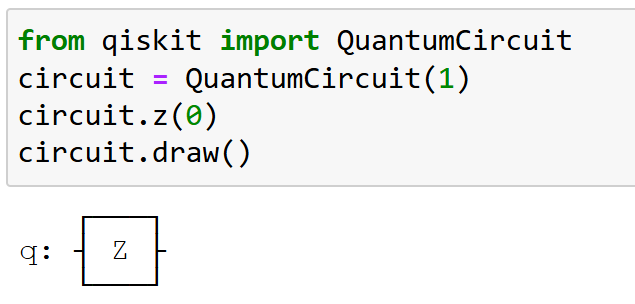 from qiskit import QuantumCircuit
circuit = QuantumCircuit(1)
circuit.z(0)
circuit.draw()
q: Z